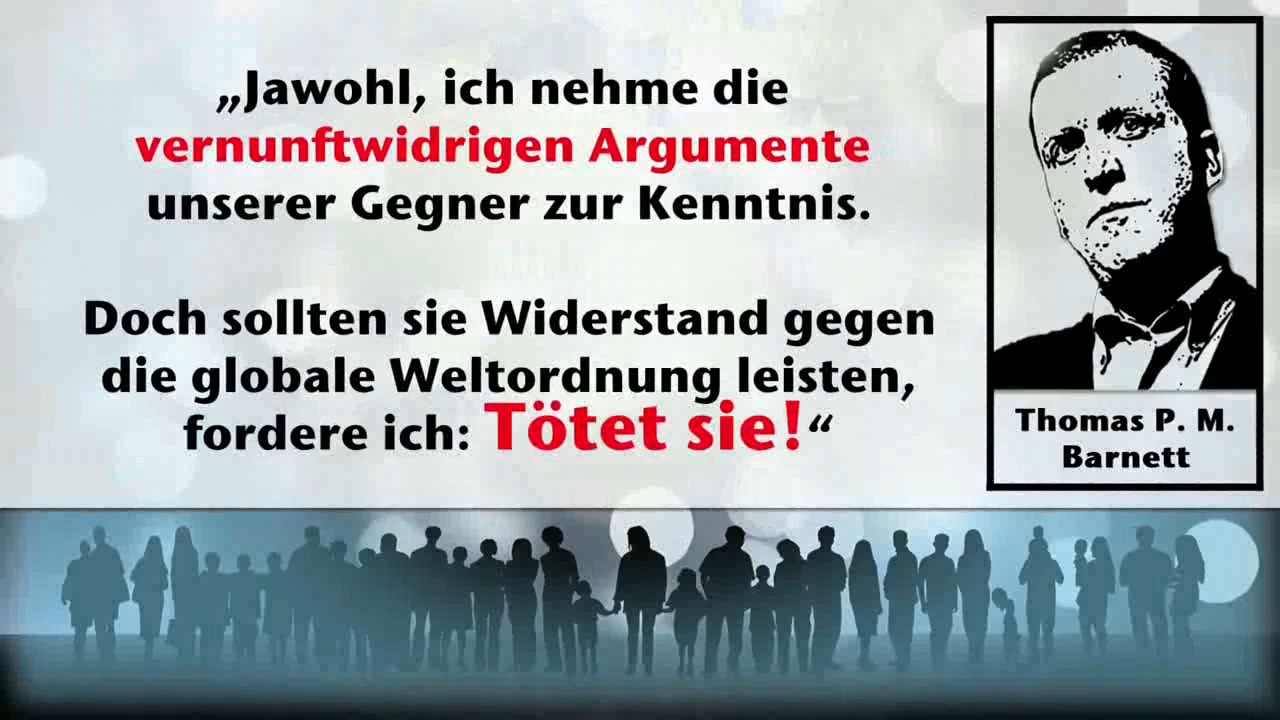 „Jawohl, ich nehme die
vernunftwidrigen Argumente
unserer Gegner zur Kenntnis.
Doch sollten sie Widerstand gegen
die globale Weltordnung leisten,
fordere ich: Tötet sie!“
Thomas P. M.
Barnett